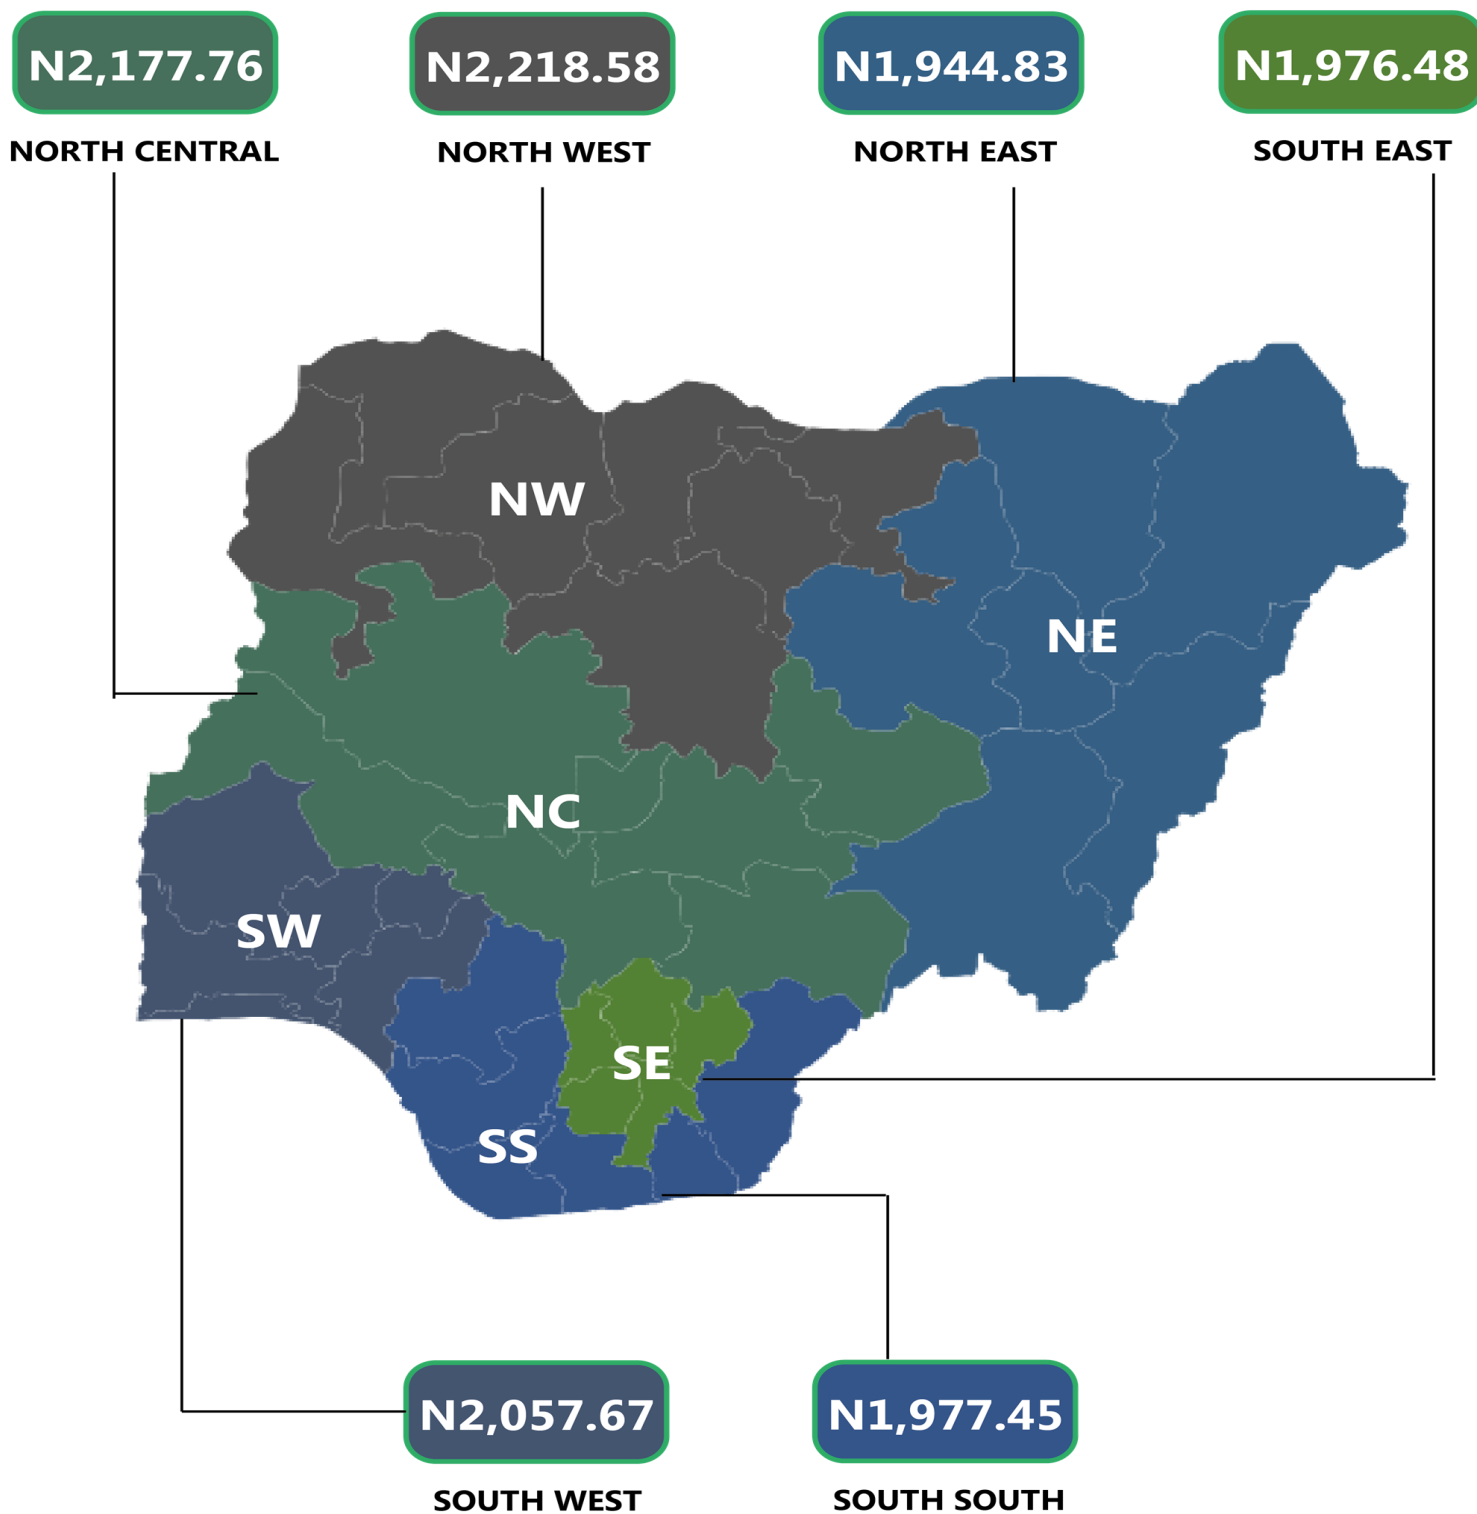 N2,177.76
N2,218.58
N1,944.83
N1,976.48
NORTH CENTRAL
NORTH WEST
NORTH EAST
SOUTH EAST
NW
NE
NC
SW
SE
SS
N2,057.67
N1,977.45
SOUTH WEST
SOUTH SOUTH